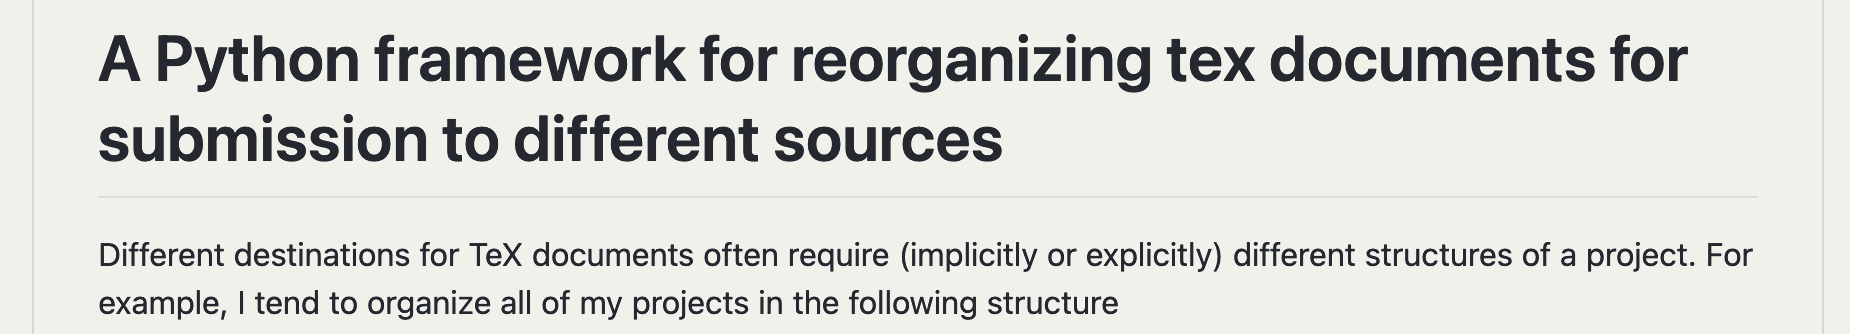 A Python framework for reorganizing tex documents for
submission to different sources
Different destinations for TeX documents often require (implicitly or explicitly) different structures of a project. For
example, I tend to organize all of my projects in the following structure